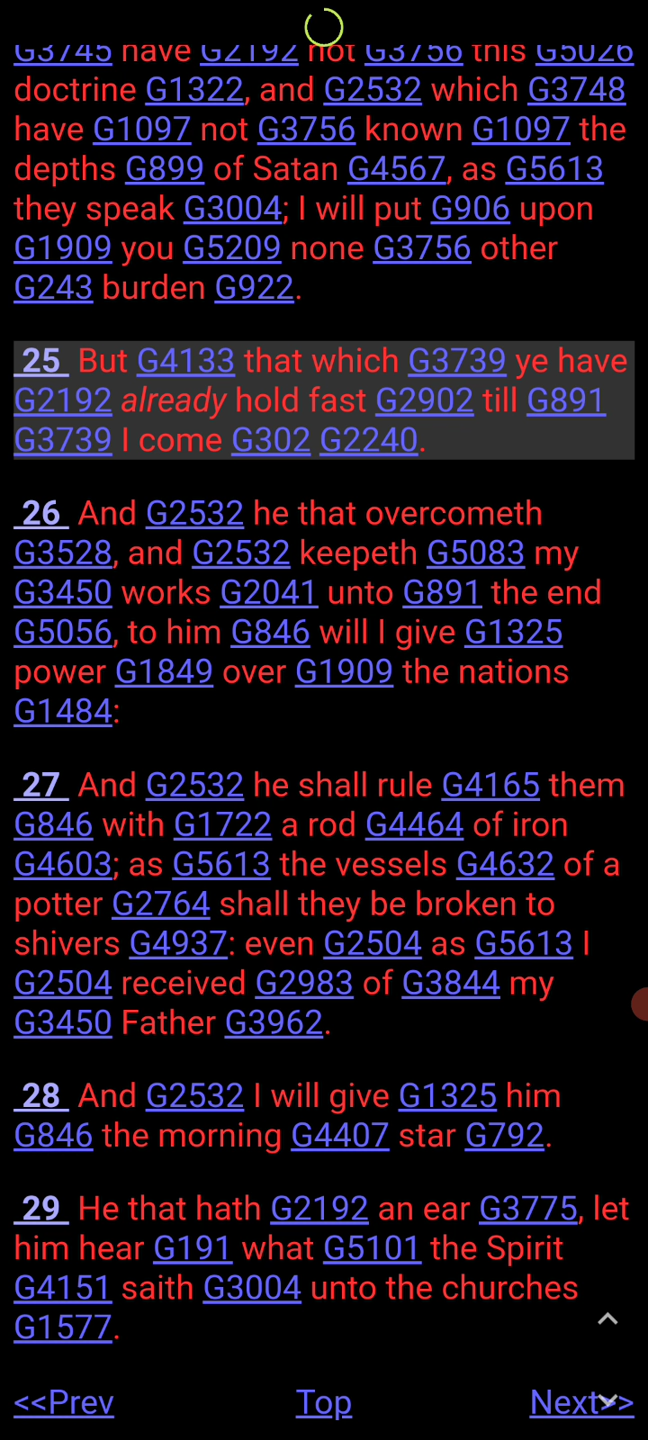 G3745 have G2192 not G3756 this G5026
doctrine G1322, and G2532 which G3748
have G1097 not G3756 known G1097 the
depths G899 of Satan G4567, as G5613
they speak G3004; I will put G906 upon
G1909 you G5209 none G3756 other
G243 burden G922.
25 But G4133 that which G3739 ye have
G2192 already hold fast G2902 till G891
G3739 I come G302 G2240.
26 And G2532 he that overcometh
G3528, and G2532 keepeth G5083 my
G3450 works G2041 unto G891 the end
G5056, to him G846 will I give G1325
power G1849 over G1909 the nations
G1484:
27 And G2532 he shall rule G4165 them
G846 with G1722 a rod G4464 of iron
G4603; as G5613 the vessels G4632 of a
potter G2764 shall they be broken to
shivers G4937: even G2504 as G5613 I
G2504 received G2983 of G3844 my
G3450 Father G3962.
28 And G2532 I will give G1325 him
G846 the morning G4407 star G792.
29 He that hath G2192 an ear G3775, let
him hear G191 what G5101 the Spirit
G4151 saith G3004 unto the churches
G1577.
<<Prev Top Next>>